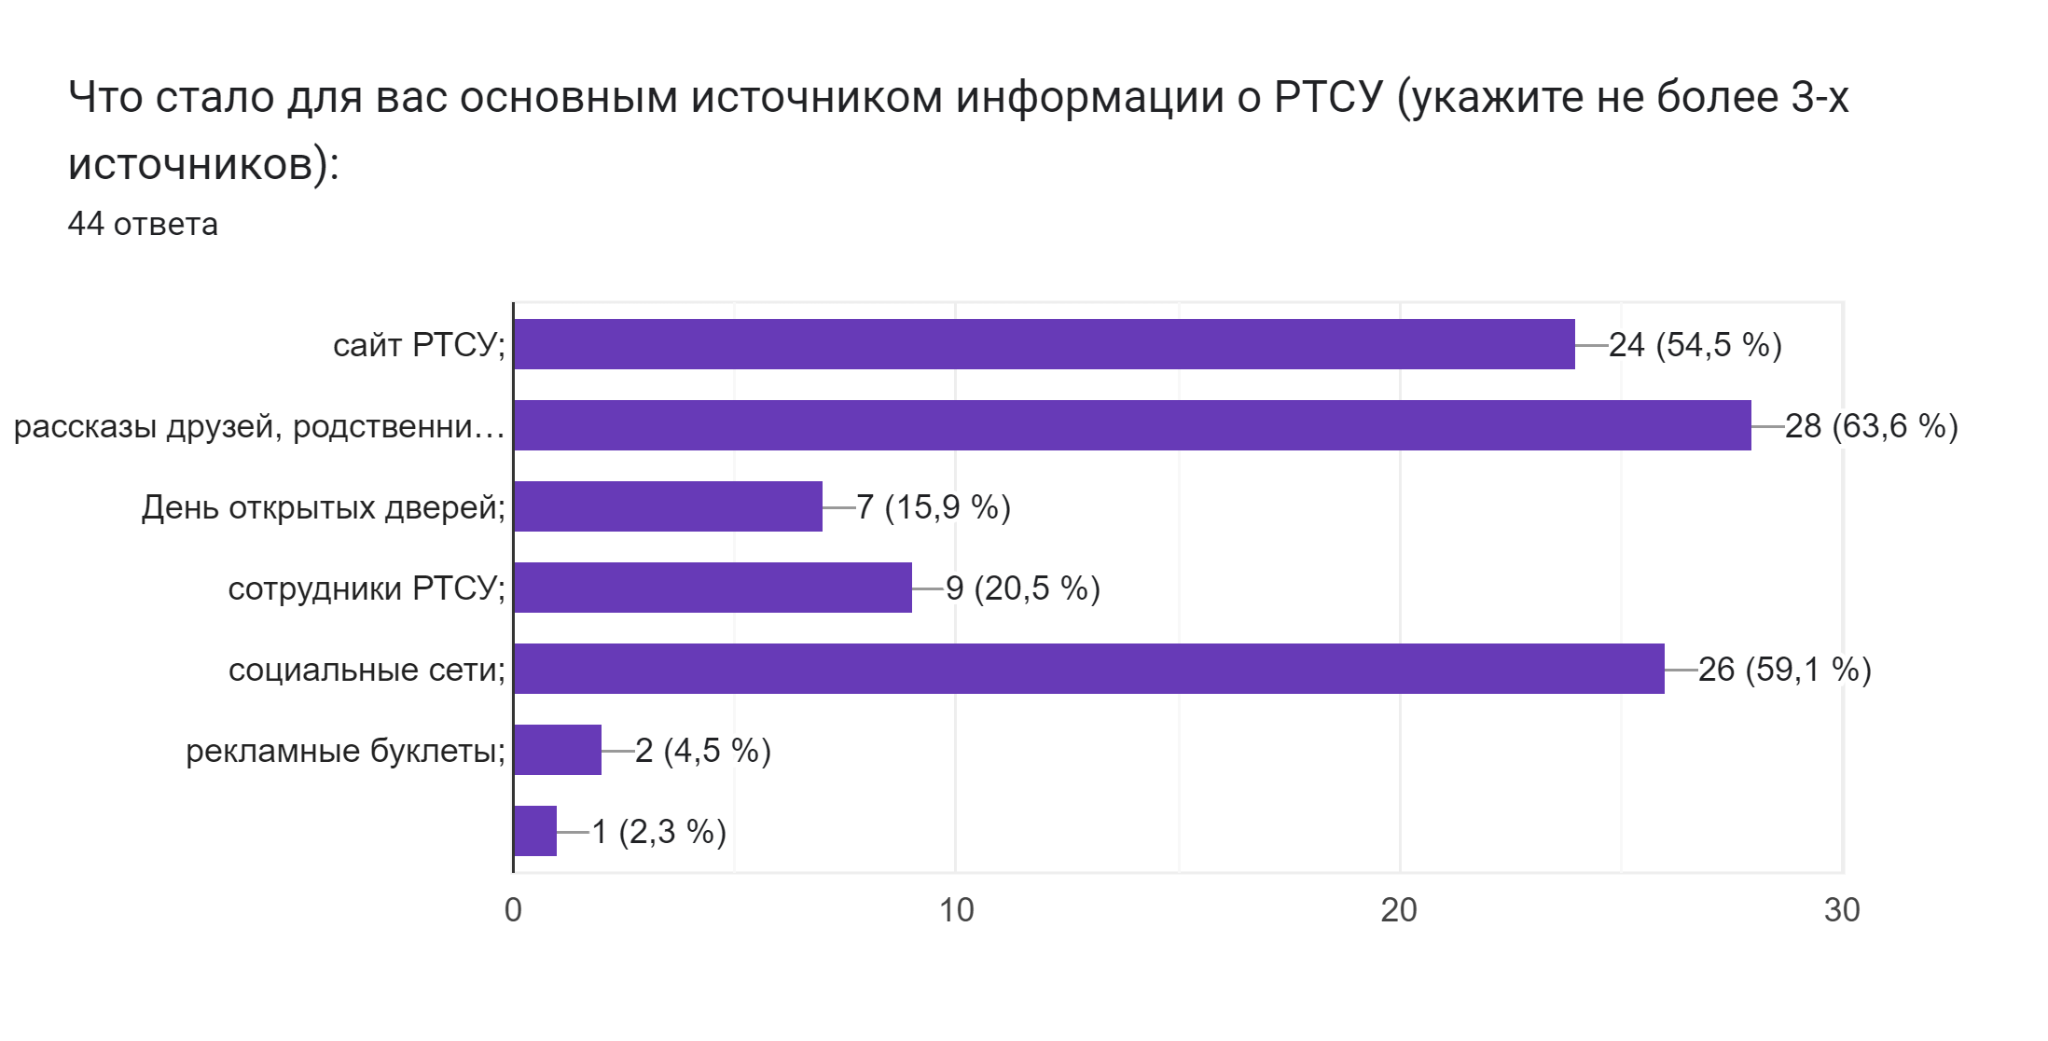 Что стало для вас основным источником информации о РТСУ (укажите не более 3-х
источников):
44 ответа
сайт РТСУ; 24 (54,5 %)
рассказы друзей, родственни… 28 (63,6 %)
День открытых дверей; 7 (15,9 %)
сотрудники РТСУ; 9 (20,5 %)
социальные сети; 26 (59,1 %)
рекламные буклеты; 2 (4,5 %)
1 (2,3 %)
0 10 20 30